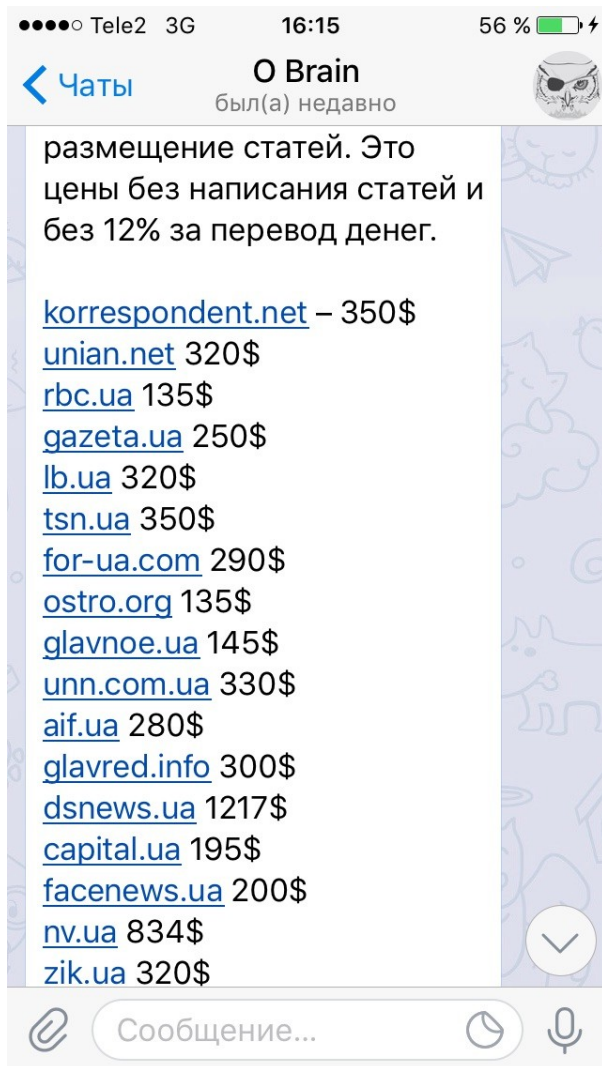 Tele2 3G 16:15 56 %
Чаты O Brain
был(а) недавно
размещение статей. Это
цены без написания статей и
без 12% за перевод денег.
korrespondent.net – 350$
unian.net 320$
rbc.ua 135$
gazeta.ua 250$
lb.ua 320$
tsn.ua 350$
for-ua.com 290$
ostro.org 135$
glavnoe.ua 145$
unn.com.ua 330$
aif.ua 280$
glavred.info 300$
dsnews.ua 1217$
capital.ua 195$
facenews.ua 200$
nv.ua 834$
zik.ua 320$
Сообщение...